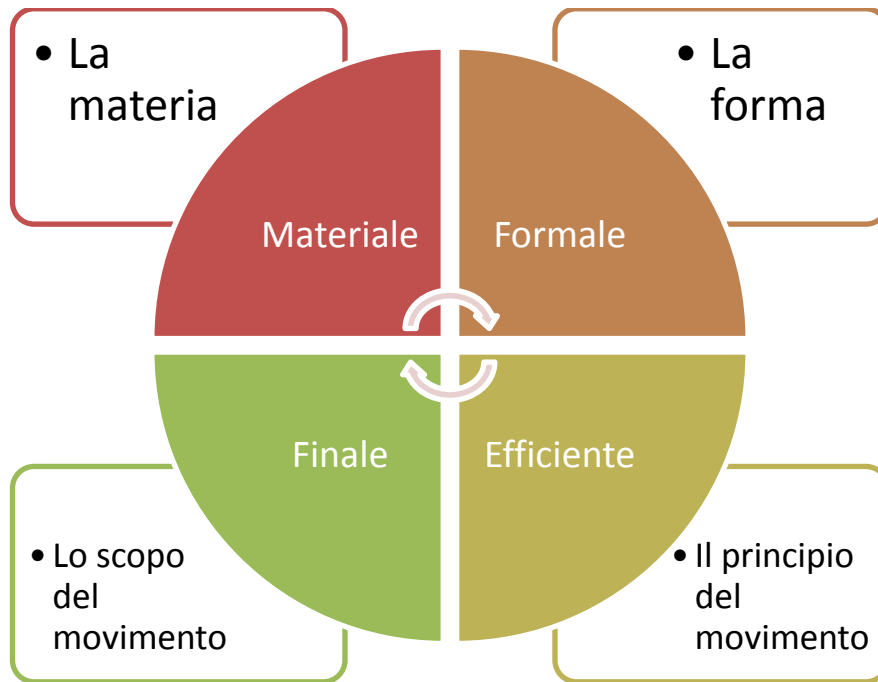 • La
materia
• La
forma
Materiale
Formale
Finale
Efficiente
• Lo scopo
del
movimento
• Il principio
del
movimento